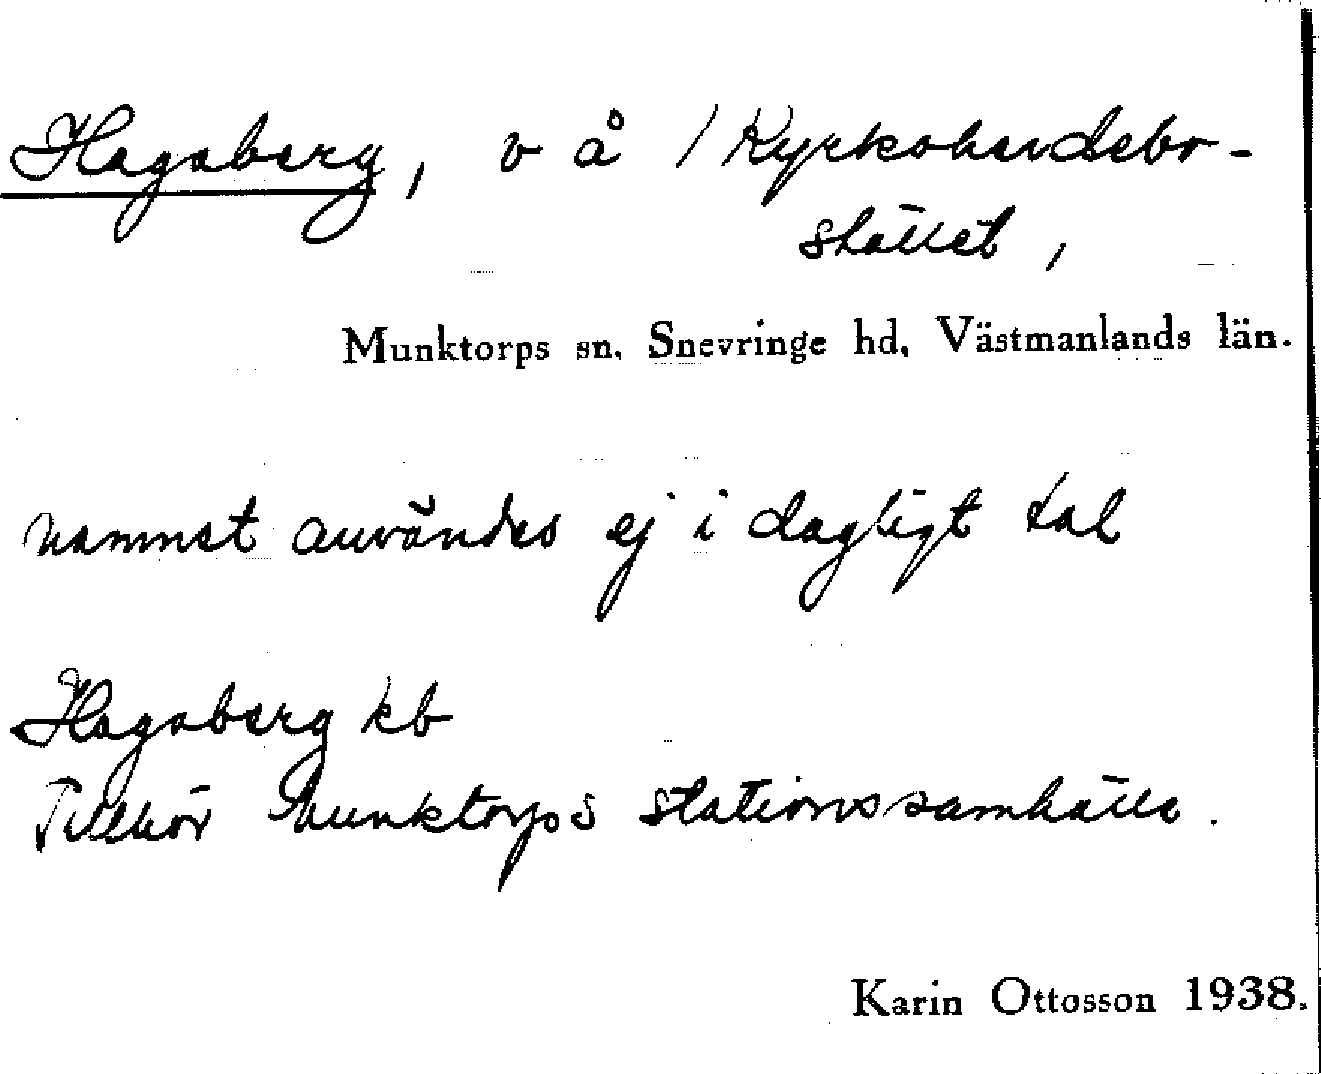 Hagaberg, v å / Kyrkoherdebo-
stället,
Munktorps sn, Snevringe hd, Västmanlands län.
namnet användes ej i dagligt tal
Hagaberg kb
Tillhör Munktorps stationssamhälle.
Karin Ottosson 1938.